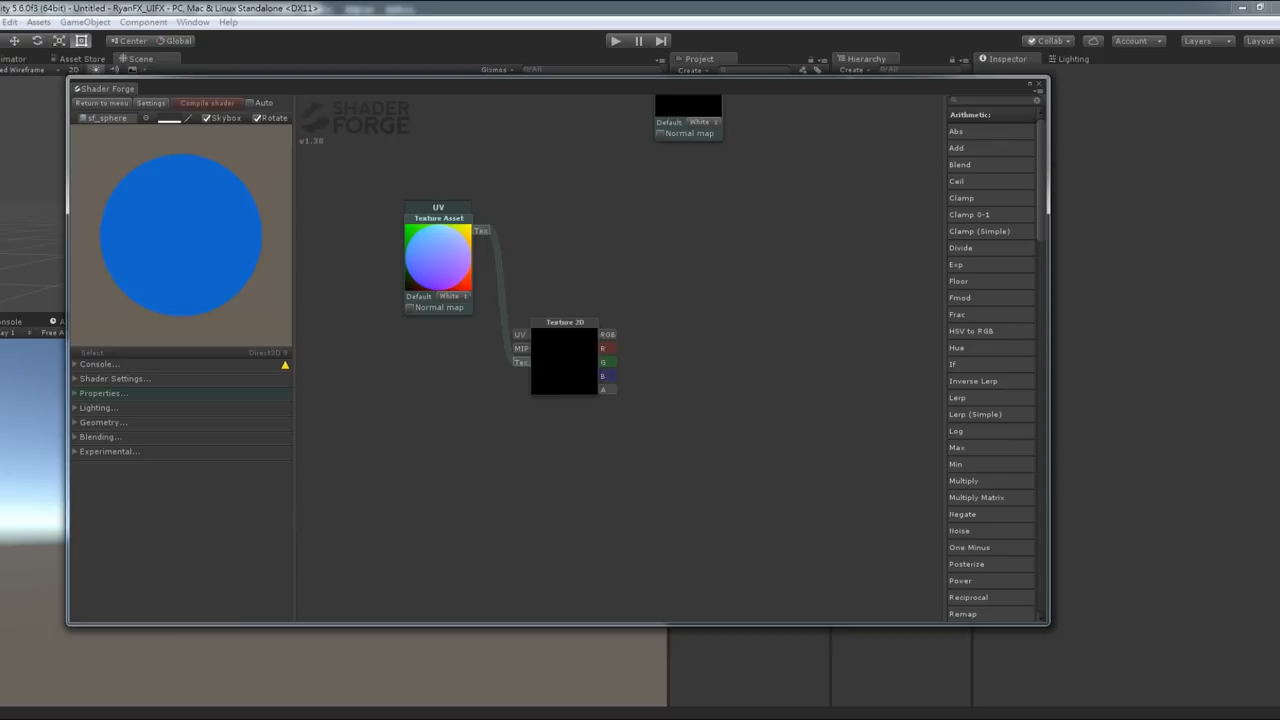 ity 5.6.0f3 (64bit) - Untitled - RyanFX_UIFX - PC, Mac & Linux Standalone <DX11>
Edit Assets GameObject Component Window Help
Center Global Collab Account Layers Layout
imator Asset Store Scene Project Hierarchy Inspector Lighting
ed Wireframe 2D Gizmos All Create Create All
Shader Forge
Return to menu Settings Compile shader Auto
sf_sphere Skybox Rotate
SHADER
FORGE
v1.38
Default White
Normal map
UV
Texture Asset
Tex
Default White
Normal map
Texture 2D
UV RGB
MIP R
Tex G
B
A
onsole
lay 1 Error
Select Direct3D 9
Console...
Shader Settings...
Properties...
Lighting...
Geometry...
Blending...
Experimental...
Arithmetic:
Abs
Add
Blend
Ceil
Clamp
Clamp 0-1
Clamp (Simple)
Divide
Exp
Floor
Fmod
Frac
HSV to RGB
Hue
If
Inverse Lerp
Lerp
Lerp (Simple)
Log
Max
Min
Multiply
Multiply Matrix
Negate
Noise
One Minus
Posterize
Power
Reciprocal
Remap